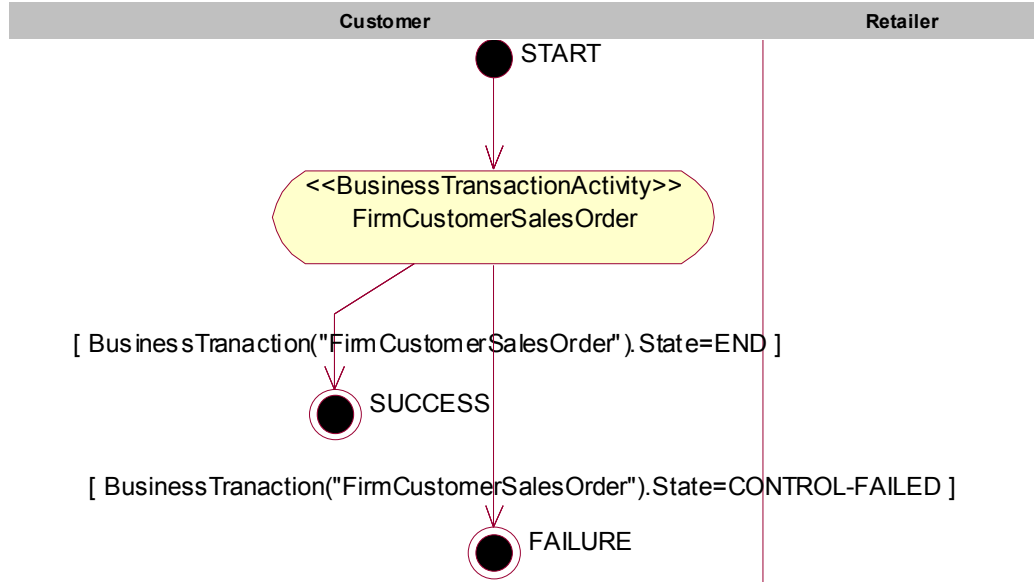 Customer Retailer
START
<<BusinessTransactionActivity>>
FirmCustomerSalesOrder
[ BusinessTranaction("FirmCustomerSalesOrder").State=END ]
SUCCESS
[ BusinessTranaction("FirmCustomerSalesOrder").State=CONTROL-FAILED ]
FAILURE